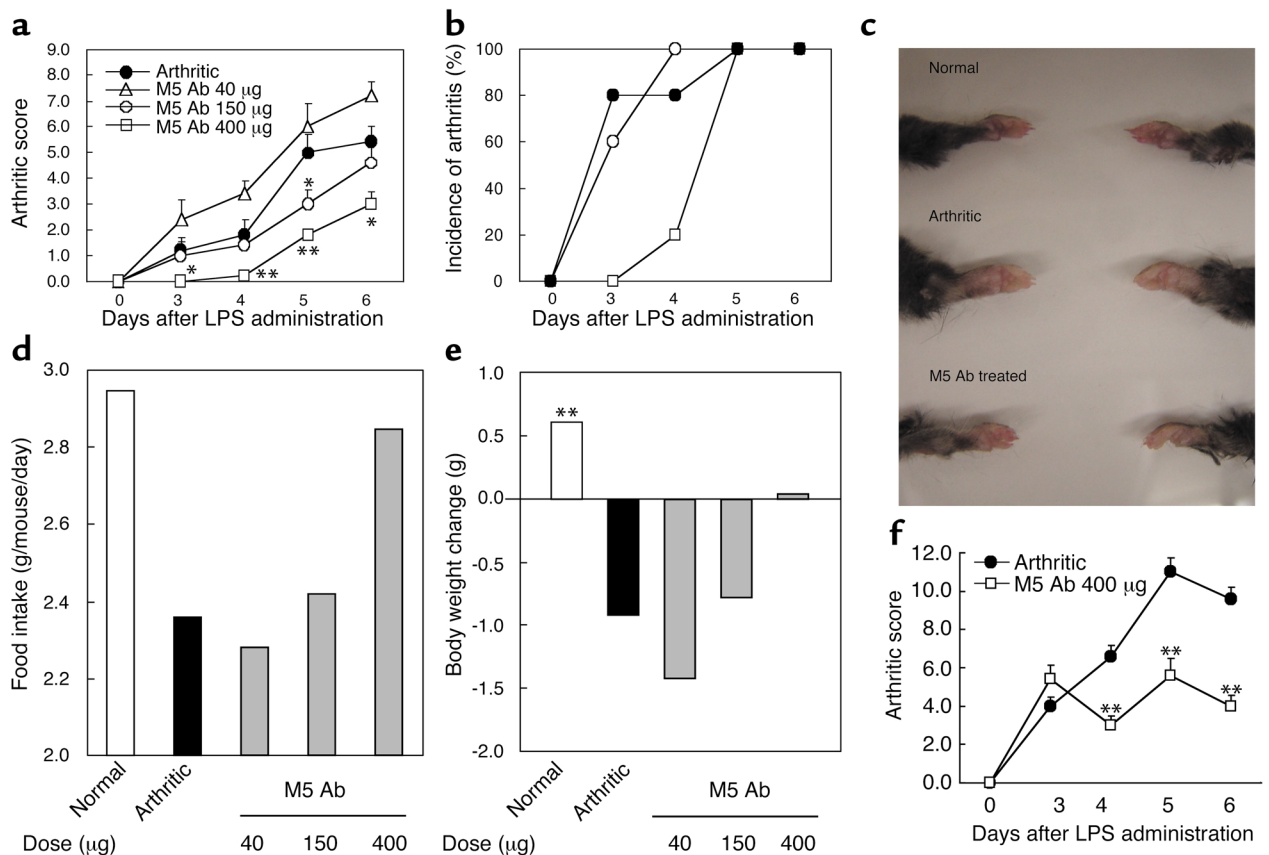 a
9.0
8.0
7.0
6.0
5.0
4.0
3.0
2.0
1.0
0.0
Arthritic score
Arthritic
M5 Ab 40 μg
M5 Ab 150 μg
M5 Ab 400 μg
*
**
*
**
*
0 3 4 5 6
Days after LPS administration
b
100
80
60
40
20
0
Incidence of arthritis (%)
0 3 4 5 6
Days after LPS administration
c
Normal
Arthritic
M5 Ab treated
d
3.0
2.8
2.6
2.4
2.2
2.0
Food intake (g/mouse/day)
Normal
Arthritic
M5 Ab
Dose (μg) 40 150 400
e
1.0
0.5
0.0
-0.5
-1.0
-1.5
-2.0
Body weight change (g)
**
Normal
Arthritic
M5 Ab
Dose (μg) 40 150 400
f
12.0
10.0
8.0
6.0
4.0
2.0
0.0
Arthritic score
Arthritic
M5 Ab 400 μg
**
**
**
0 3 4 5 6
Days after LPS administration